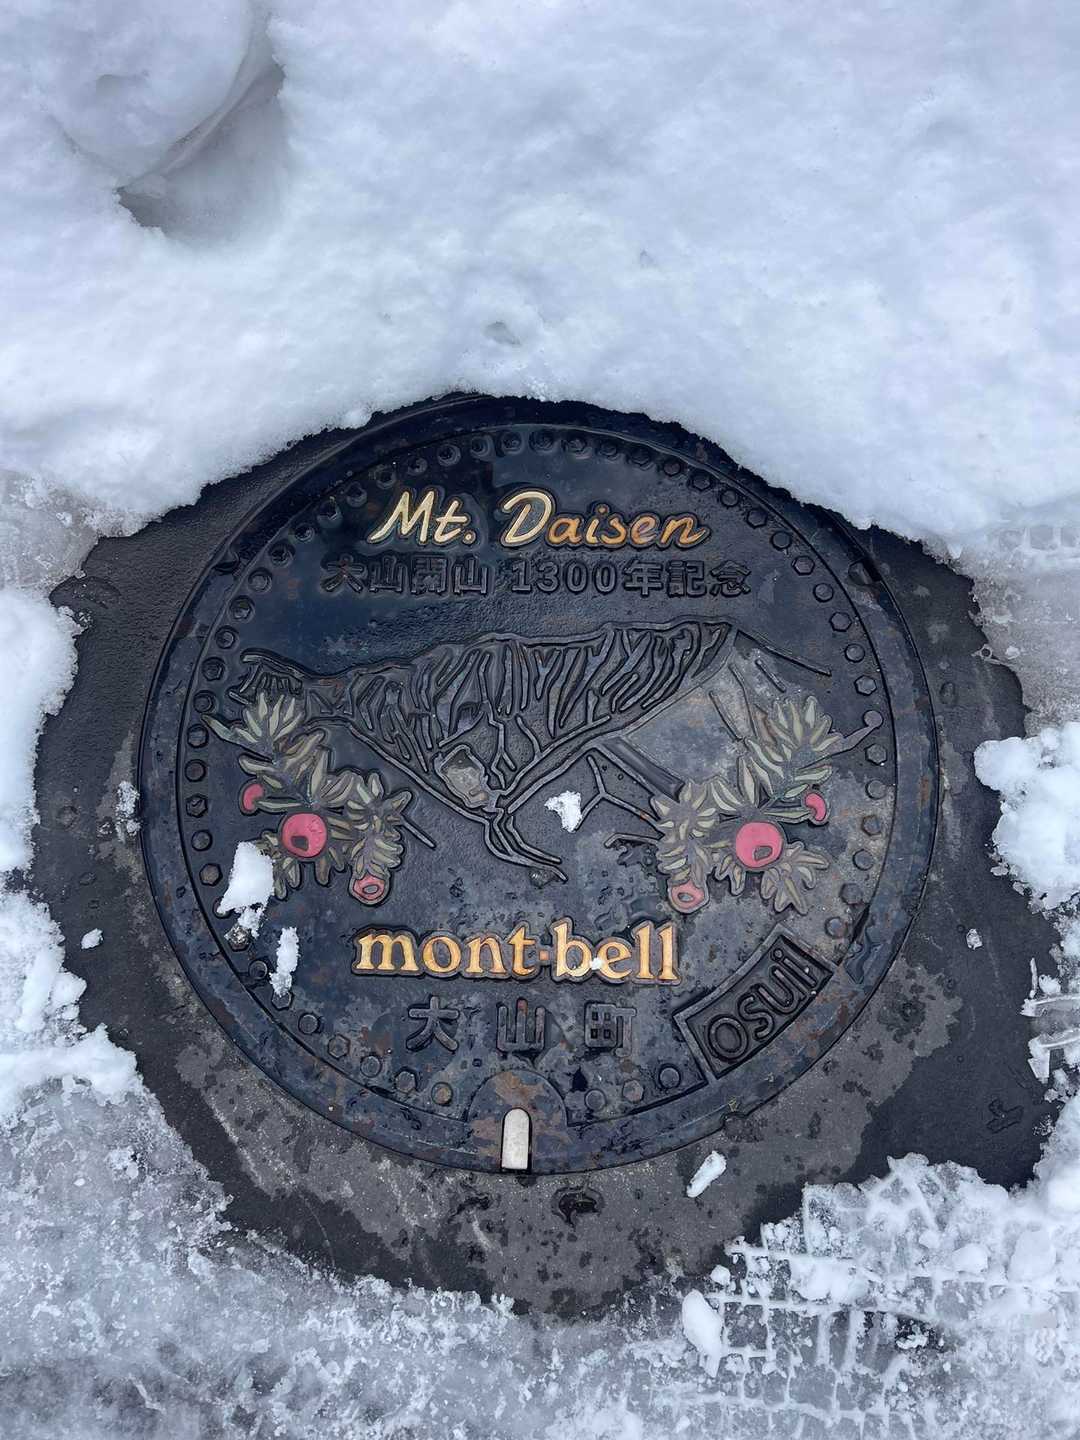 Mt. Daisen
大山開山 1300年記念
mont·bell
大山町
osui